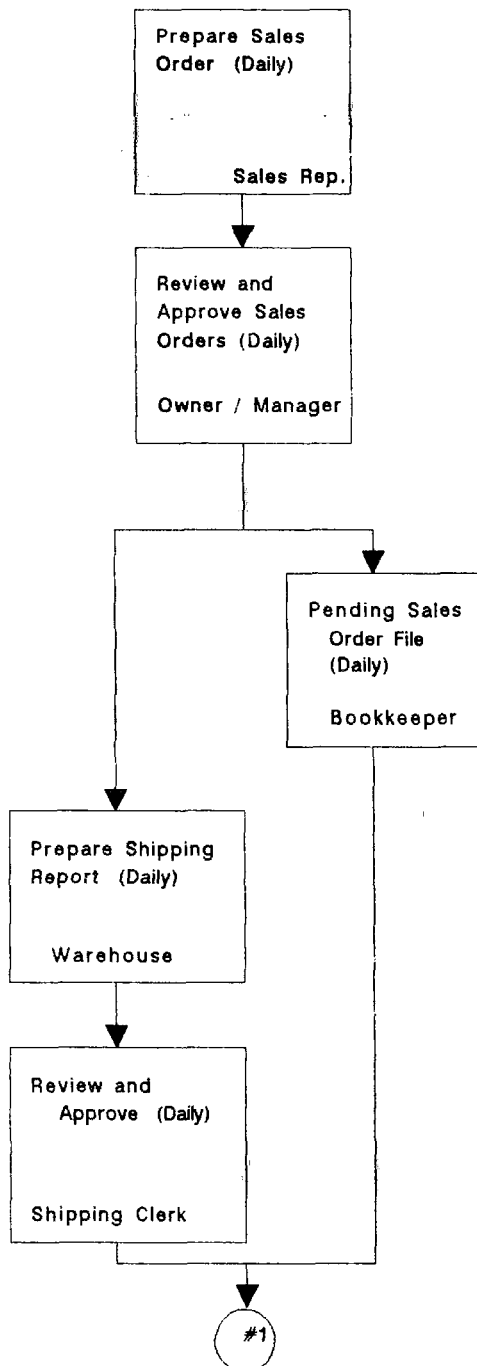 Prepare Sales
Order (Daily)
Sales Rep.
Review and
Approve Sales
Orders (Daily)
Owner / Manager
Pending Sales
Order File
(Daily)
Bookkeeper
Prepare Shipping
Report (Daily)
Warehouse
Review and
Approve (Daily)
Shipping Clerk
#1